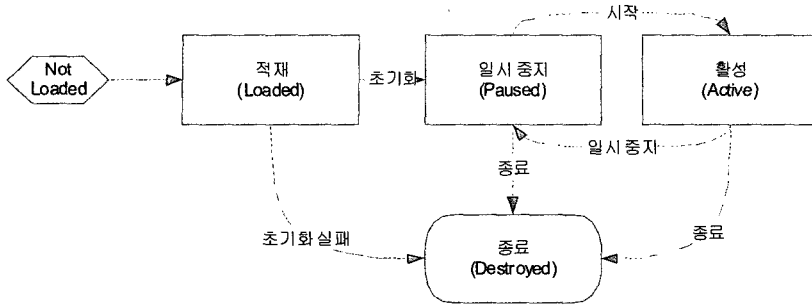 시작
Not
Loaded
적재
(Loaded)
초기화
일시 중지
(Paused)
활성
(Active)
일시 중지
종료
초기화 실패
종료
(Destroyed)
종료